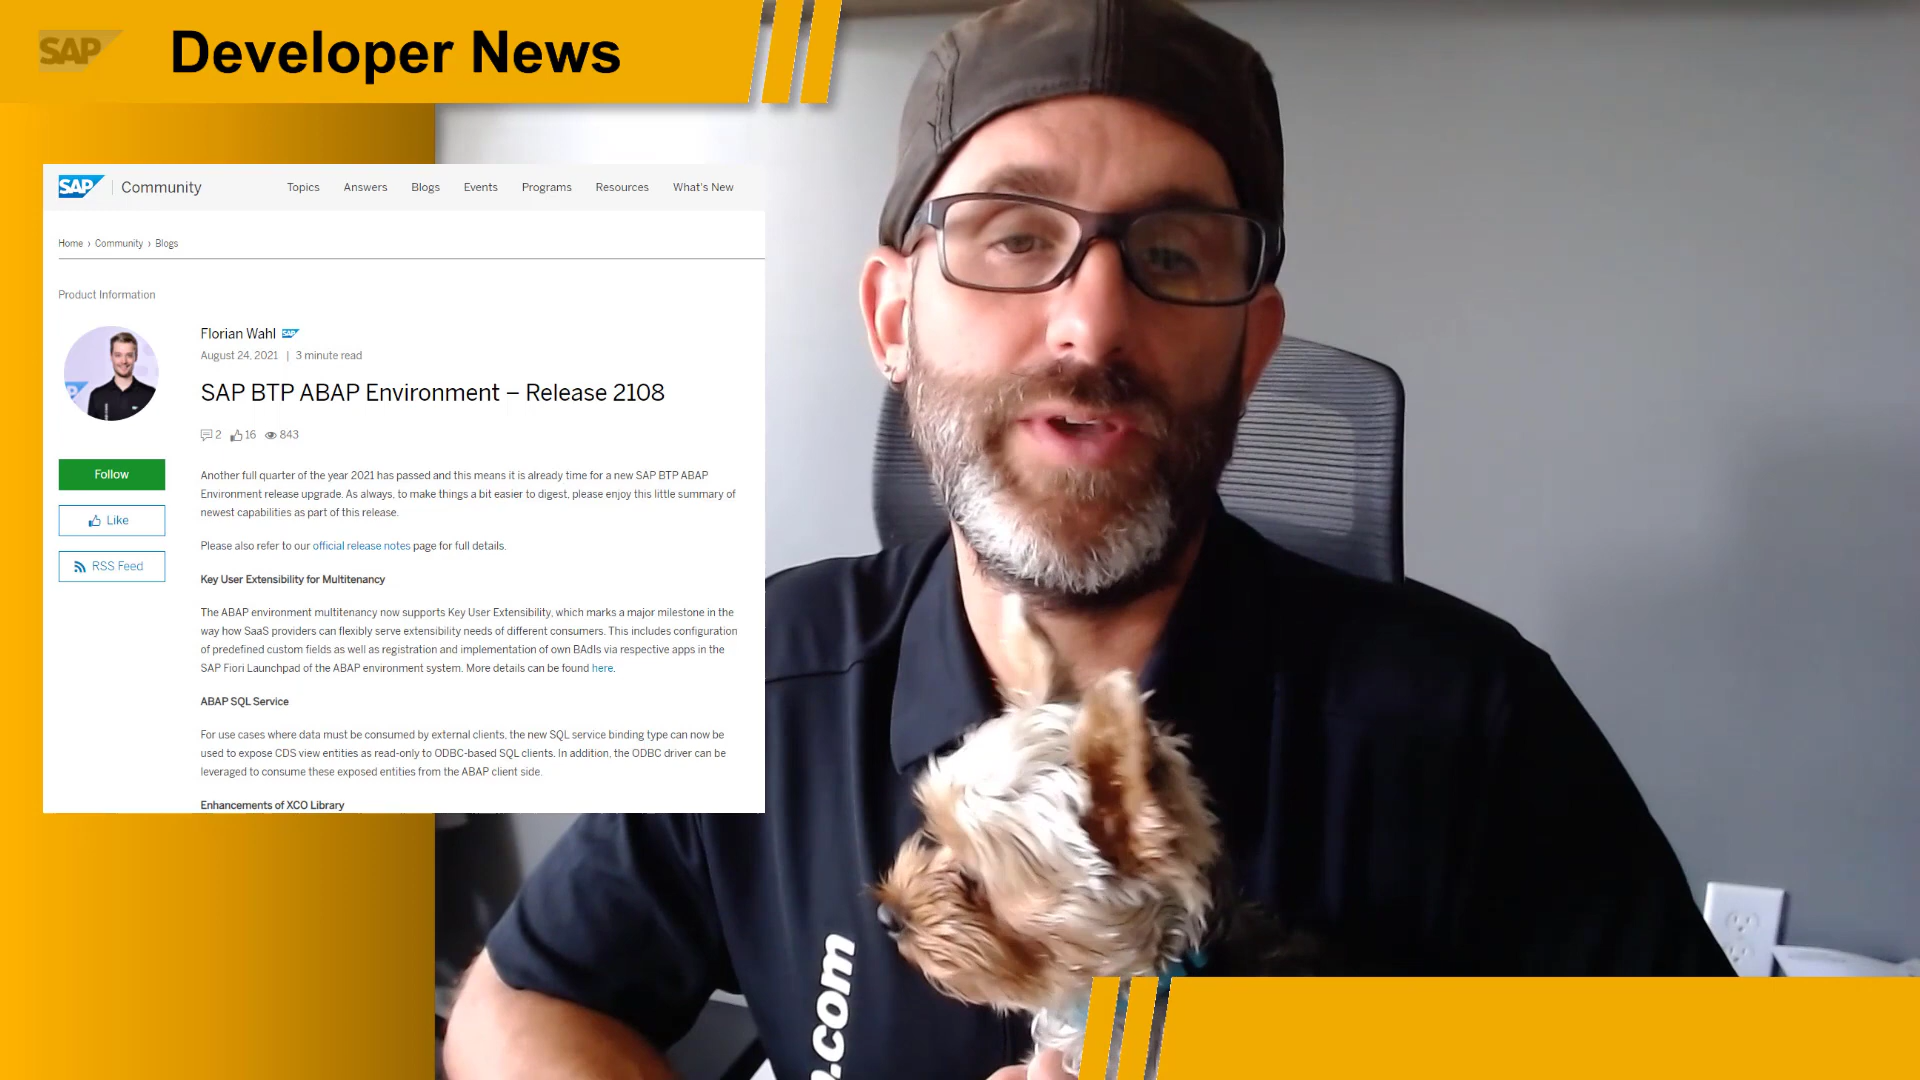 SAP Developer News
SAP Community Topics Answers Blogs Events Programs Resources What's New
Home › Community › Blogs
Product Information
Florian Wahl SAP
August 24, 2021 | 3 minute read
SAP BTP ABAP Environment – Release 2108
2 16 843
Follow
Like
RSS Feed
Another full quarter of the year 2021 has passed and this means it is already time for a new SAP BTP ABAP
Environment release upgrade. As always, to make things a bit easier to digest, please enjoy this little summary of
newest capabilities as part of this release.
Please also refer to our official release notes page for full details.
Key User Extensibility for Multitenancy
The ABAP environment multitenancy now supports Key User Extensibility, which marks a major milestone in the
way how SaaS providers can flexibly serve extensibility needs of different consumers. This includes configuration
of predefined custom fields as well as registration and implementation of own BAdIs via respective apps in the
SAP Fiori Launchpad of the ABAP environment system. More details can be found here.
ABAP SQL Service
For use cases where data must be consumed by external clients, the new SQL service binding type can now be
used to expose CDS view entities as read-only to ODBC-based SQL clients. In addition, the ODBC driver can be
leveraged to consume these exposed entities from the ABAP client side.
Enhancements of XCO Library
.com